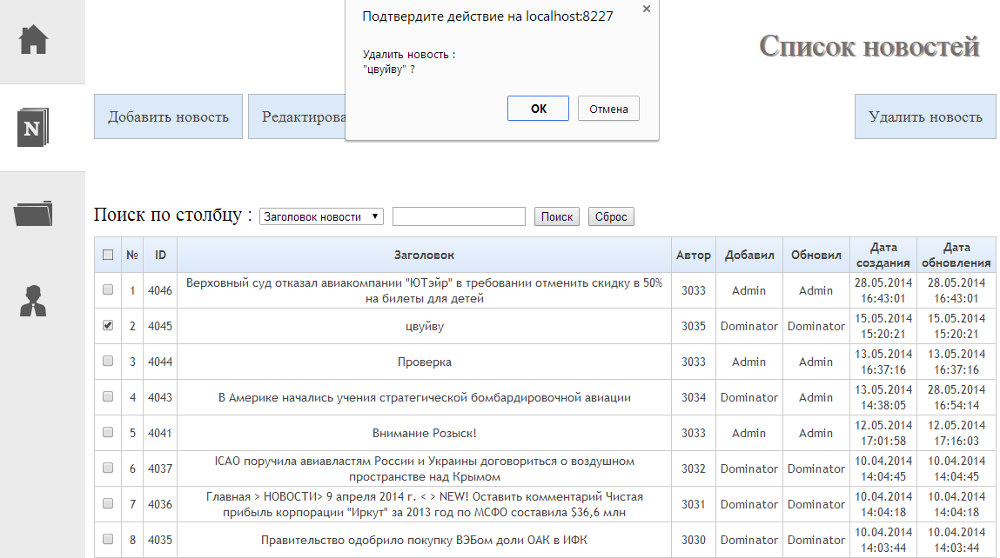 Подтвердите действие на localhost:8227
Удалить новость :
"цвуйву" ?
OK Отмена
Список новостей
Добавить новость Редактирова Удалить новость
N
Поиск по столбцу : Заголовок новости Поиск Сброс
№ ID Заголовок Автор Добавил Обновил Дата создания Дата обновления
1 4046 Верховный суд отказал авиакомпании "ЮТэйр" в требовании отменить скидку в 50% на билеты для детей 3033 Admin Admin 28.05.2014 16:43:01 28.05.2014 16:43:01
2 4045 цвуйву 3035 Dominator Dominator 15.05.2014 15:20:21 15.05.2014 15:20:21
3 4044 Проверка 3033 Admin Admin 13.05.2014 16:37:16 13.05.2014 16:37:16
4 4043 В Америке начались учения стратегической бомбардировочной авиации 3034 Dominator Admin 13.05.2014 14:38:05 28.05.2014 16:54:14
5 4041 Внимание Розыск! 3033 Admin Admin 12.05.2014 17:01:58 12.05.2014 17:16:03
6 4037 ICAO поручила авиавластям России и Украины договориться о воздушном пространстве над Крымом 3032 Dominator Dominator 10.04.2014 14:04:45 10.04.2014 14:04:45
7 4036 Главная > НОВОСТИ> 9 апреля 2014 г. < > NEW! Оставить комментарий Чистая прибыль корпорации "Иркут" за 2013 год по МСФО составила $36,6 млн 3031 Dominator Dominator 10.04.2014 14:04:18 10.04.2014 14:04:18
8 4035 Правительство одобрило покупку ВЭБом доли ОАК в ИФК 3030 Dominator Dominator 10.04.2014 14:03:44 10.04.2014 14:03:44